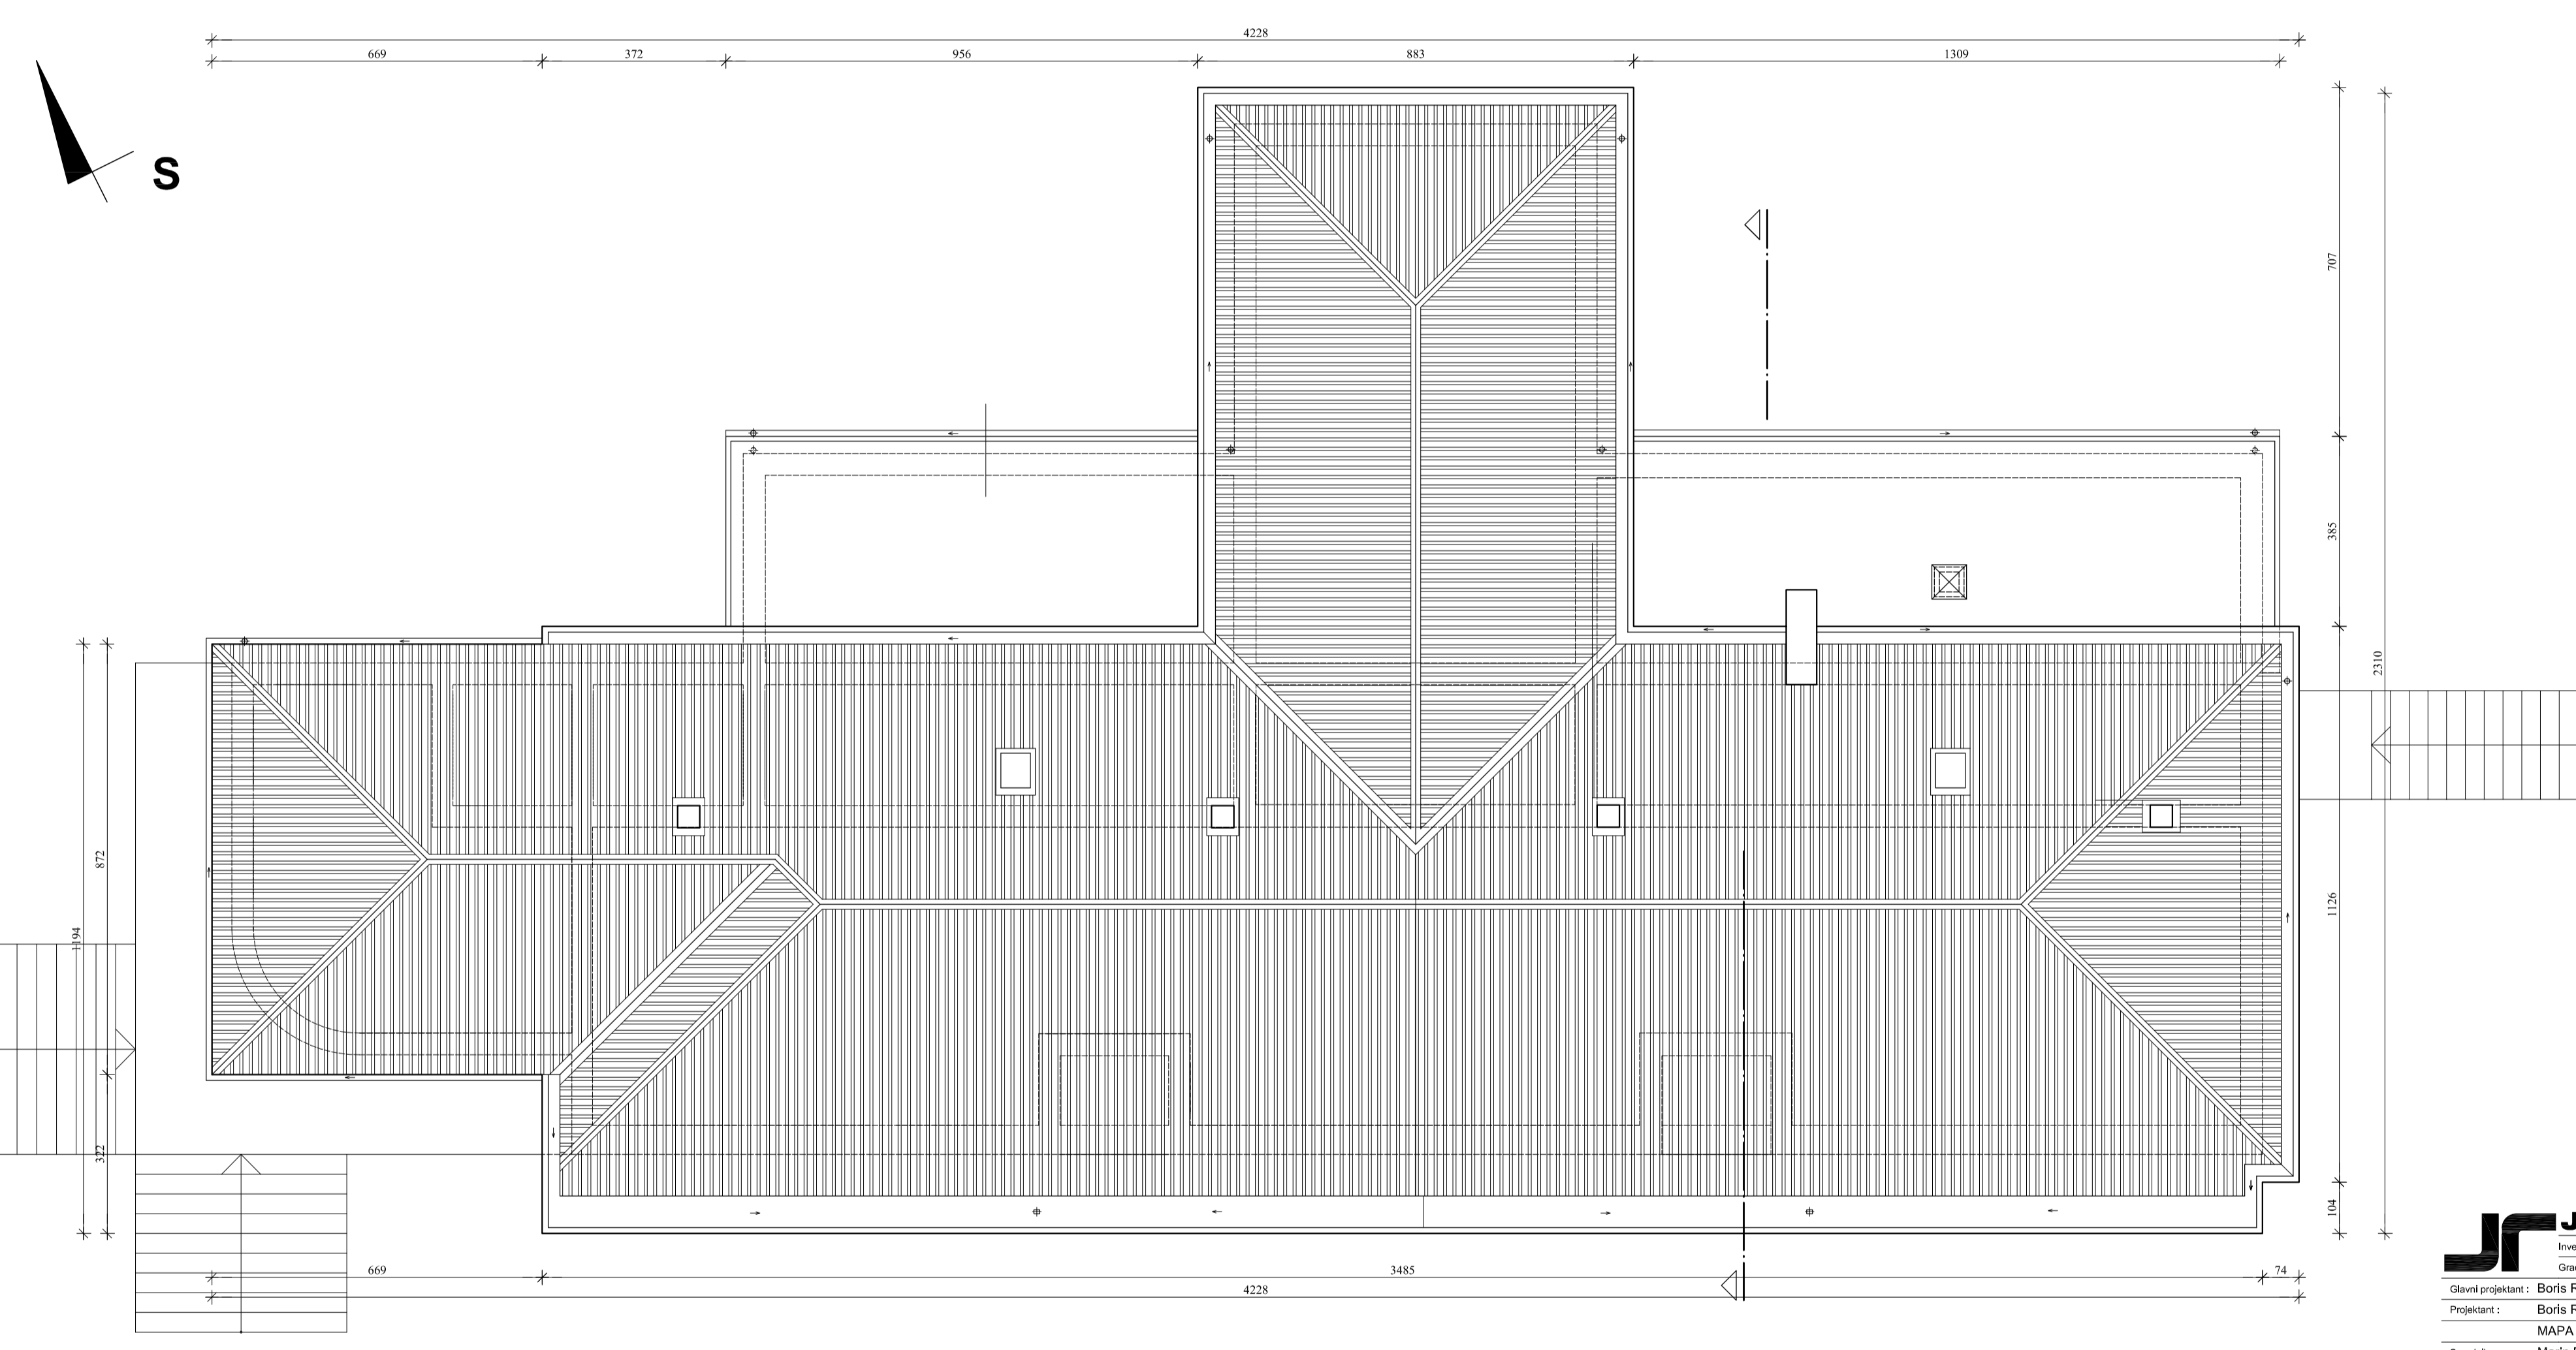 4228
669 372 956 883 1309
S
707
385
2310
872
1126
1194
322
104
669 3485 74
4228
Glavni projektant : Boris
Projektant : Boris
MAPA